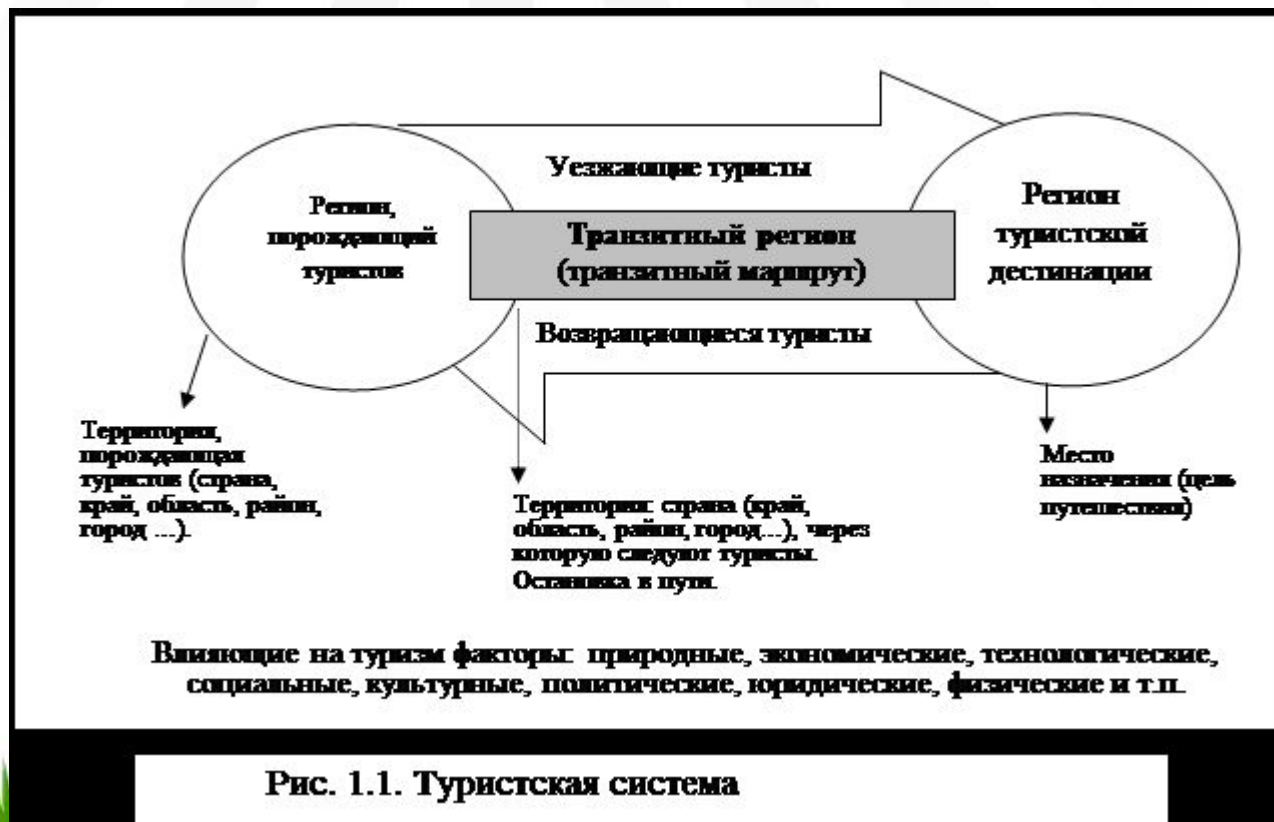 Уезжающие туристы
Регион,
порождающий
туристов
Транзитный регион
(транзитный маршрут)
Регион
туристской
дестинации
Возвращающиеся туристы
Территория,
порождающая
туристов (страна,
край, область, район,
город ...).
Территория: страна (край,
область, район, город...), через
которую следуют туристы.
Остановка в пути.
Место
назначения (цель
путешествия)
Влияющие на туризм факторы: природные, экономические, технологические,
социальные, культурные, политические, юридические, физические и т.п.
Рис. 1.1. Туристская система